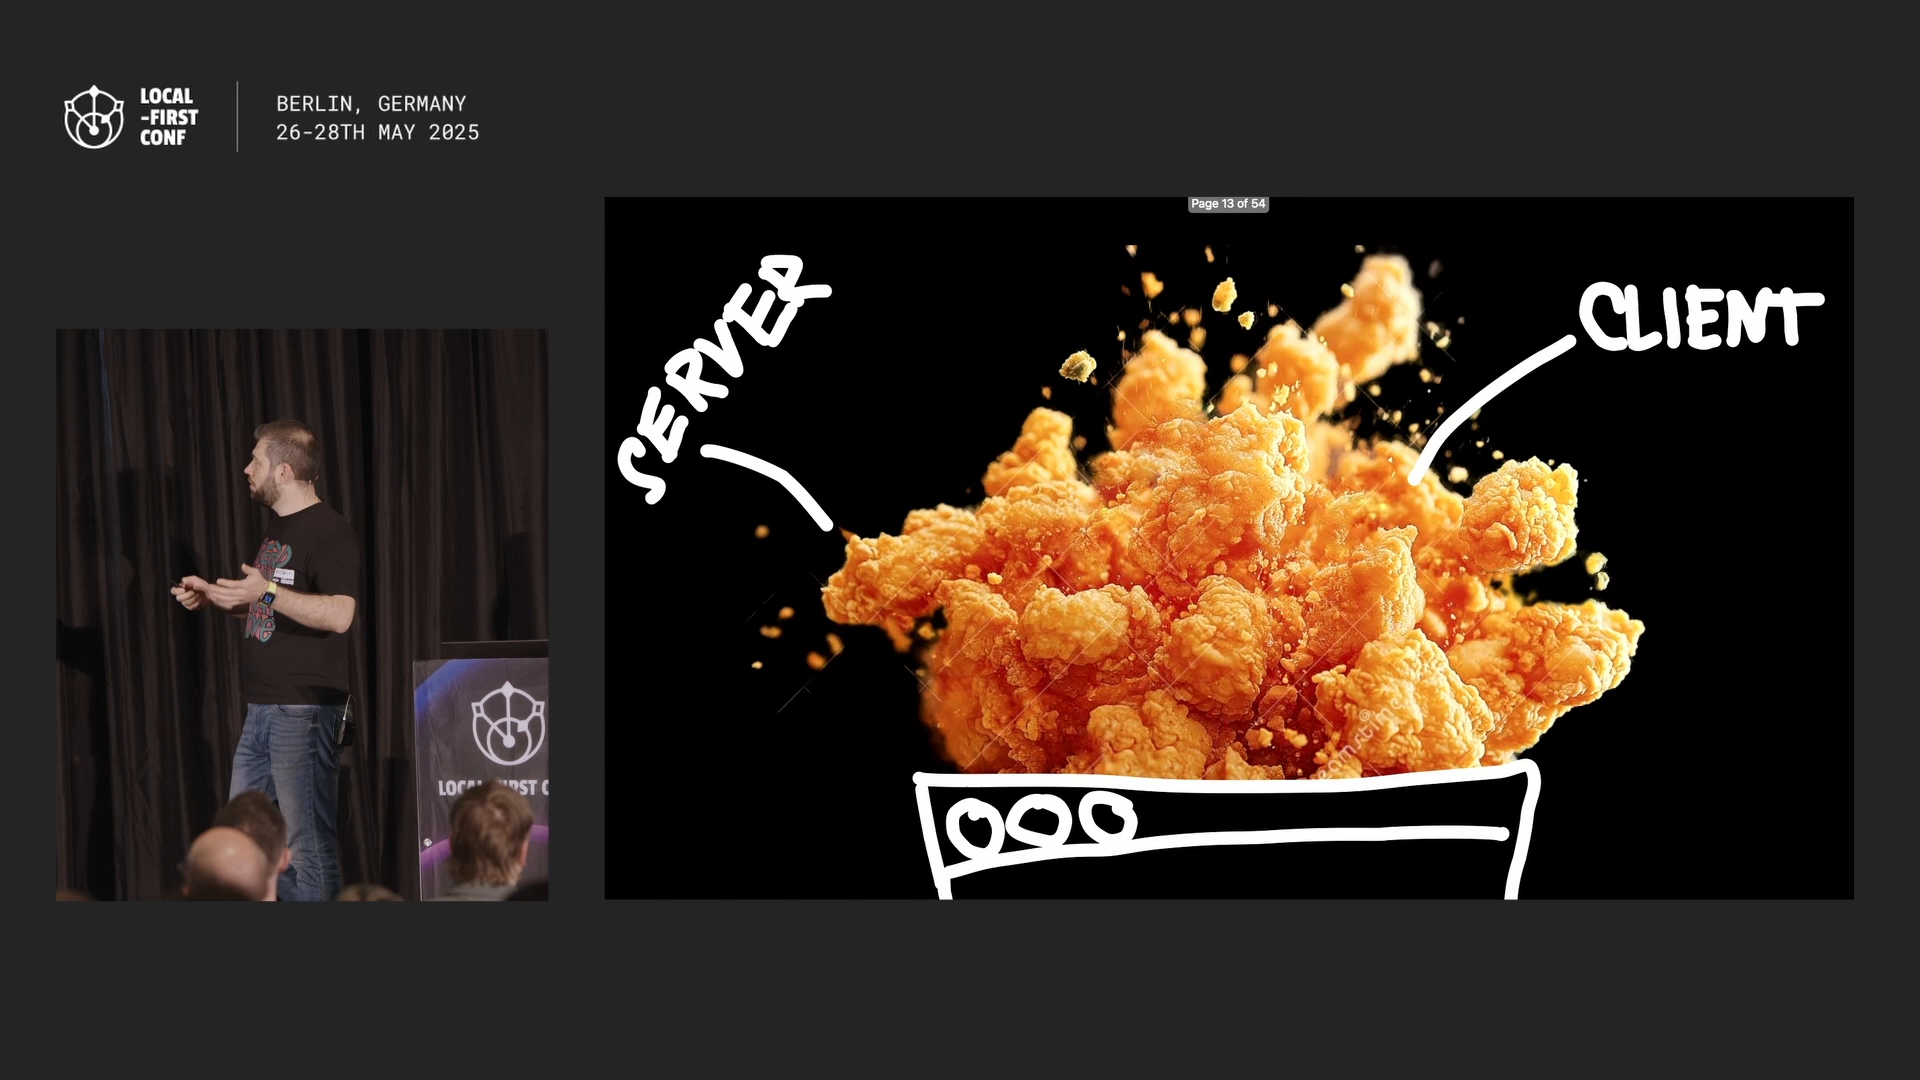 LOCAL
-FIRST
CONF
BERLIN, GERMANY
26-28TH MAY 2025
Page 13 of 54
SERVER
CLIENT